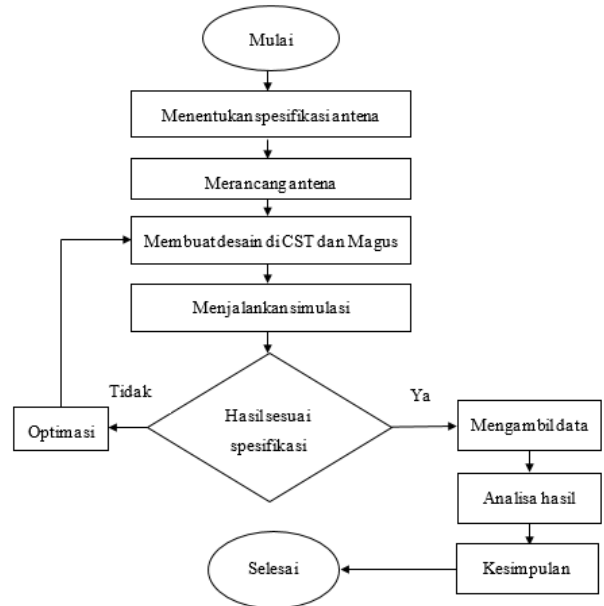 Mulai
Menentukan spesifikasi antena
Merancang antena
Membuat desain di CST dan Magus
Menjalankan simulasi
Tidak
Hasil sesuai
spesifikasi
Ya
Optimasi
Mengambil data
Analisa hasil
Kesimpulan
Selesai